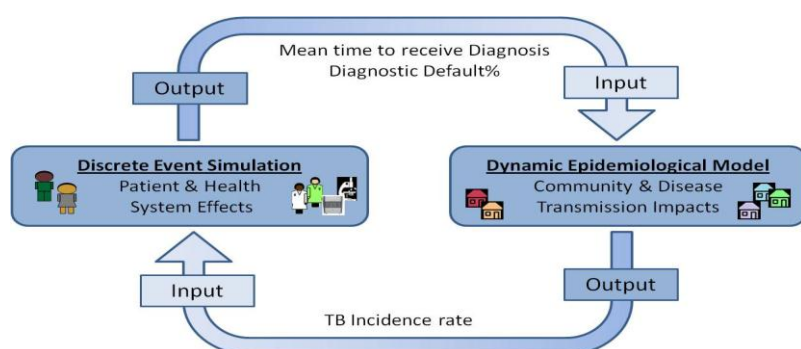 Mean time to receive Diagnosis
Diagnostic Default%
Output
Input
Discrete Event Simulation
Patient & Health
System Effects
Dynamic Epidemiological Model
Community & Disease
Transmission Impacts
Input
Output
TB Incidence rate